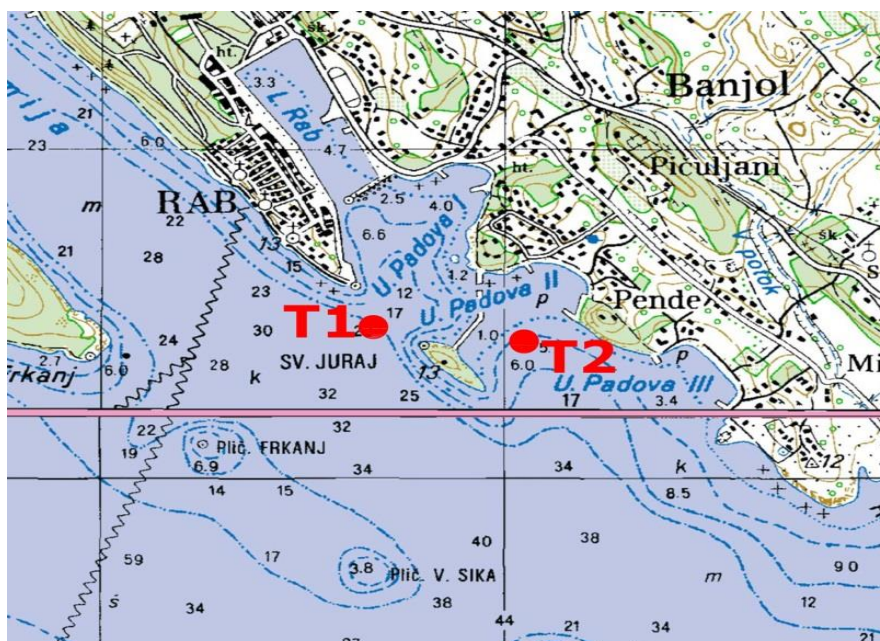 ht.
šk.
3.3
L. Rab
Banjol
21
6.0
4.7
23
Piculjani
RAB
ht.
m
22
2.5
4.0
13
6.6
U. Padova
šk.
21
28
15
1.2
potok
S
23
12
U. Padova II
p
Pende
T1
17
30
1.0
24
T2
2.7
6.0
28
SV. JURAJ
13
6.0
p
Mi
k
32
25
U. Padova III
17
3.4
22
32
19
Plić. FRKANJ
6.9
34
34
k
12
14
15
8.5
40
38
59
17
3.8
Plić. V. SIKA
m
90
š
34
38
12
44
21
34